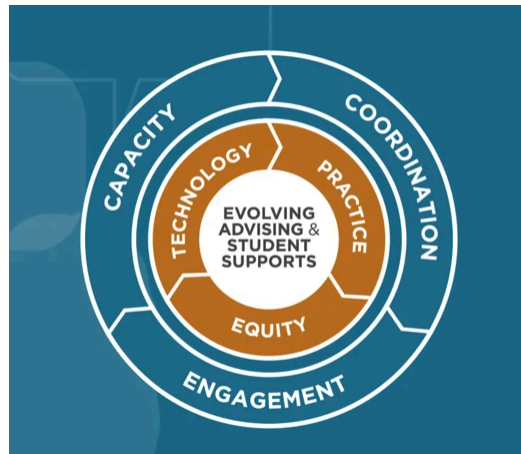 CAPACITY
COORDINATION
TECHNOLOGY
PRACTICE
EVOLVING
ADVISING &
STUDENT
SUPPORTS
EQUITY
ENGAGEMENT